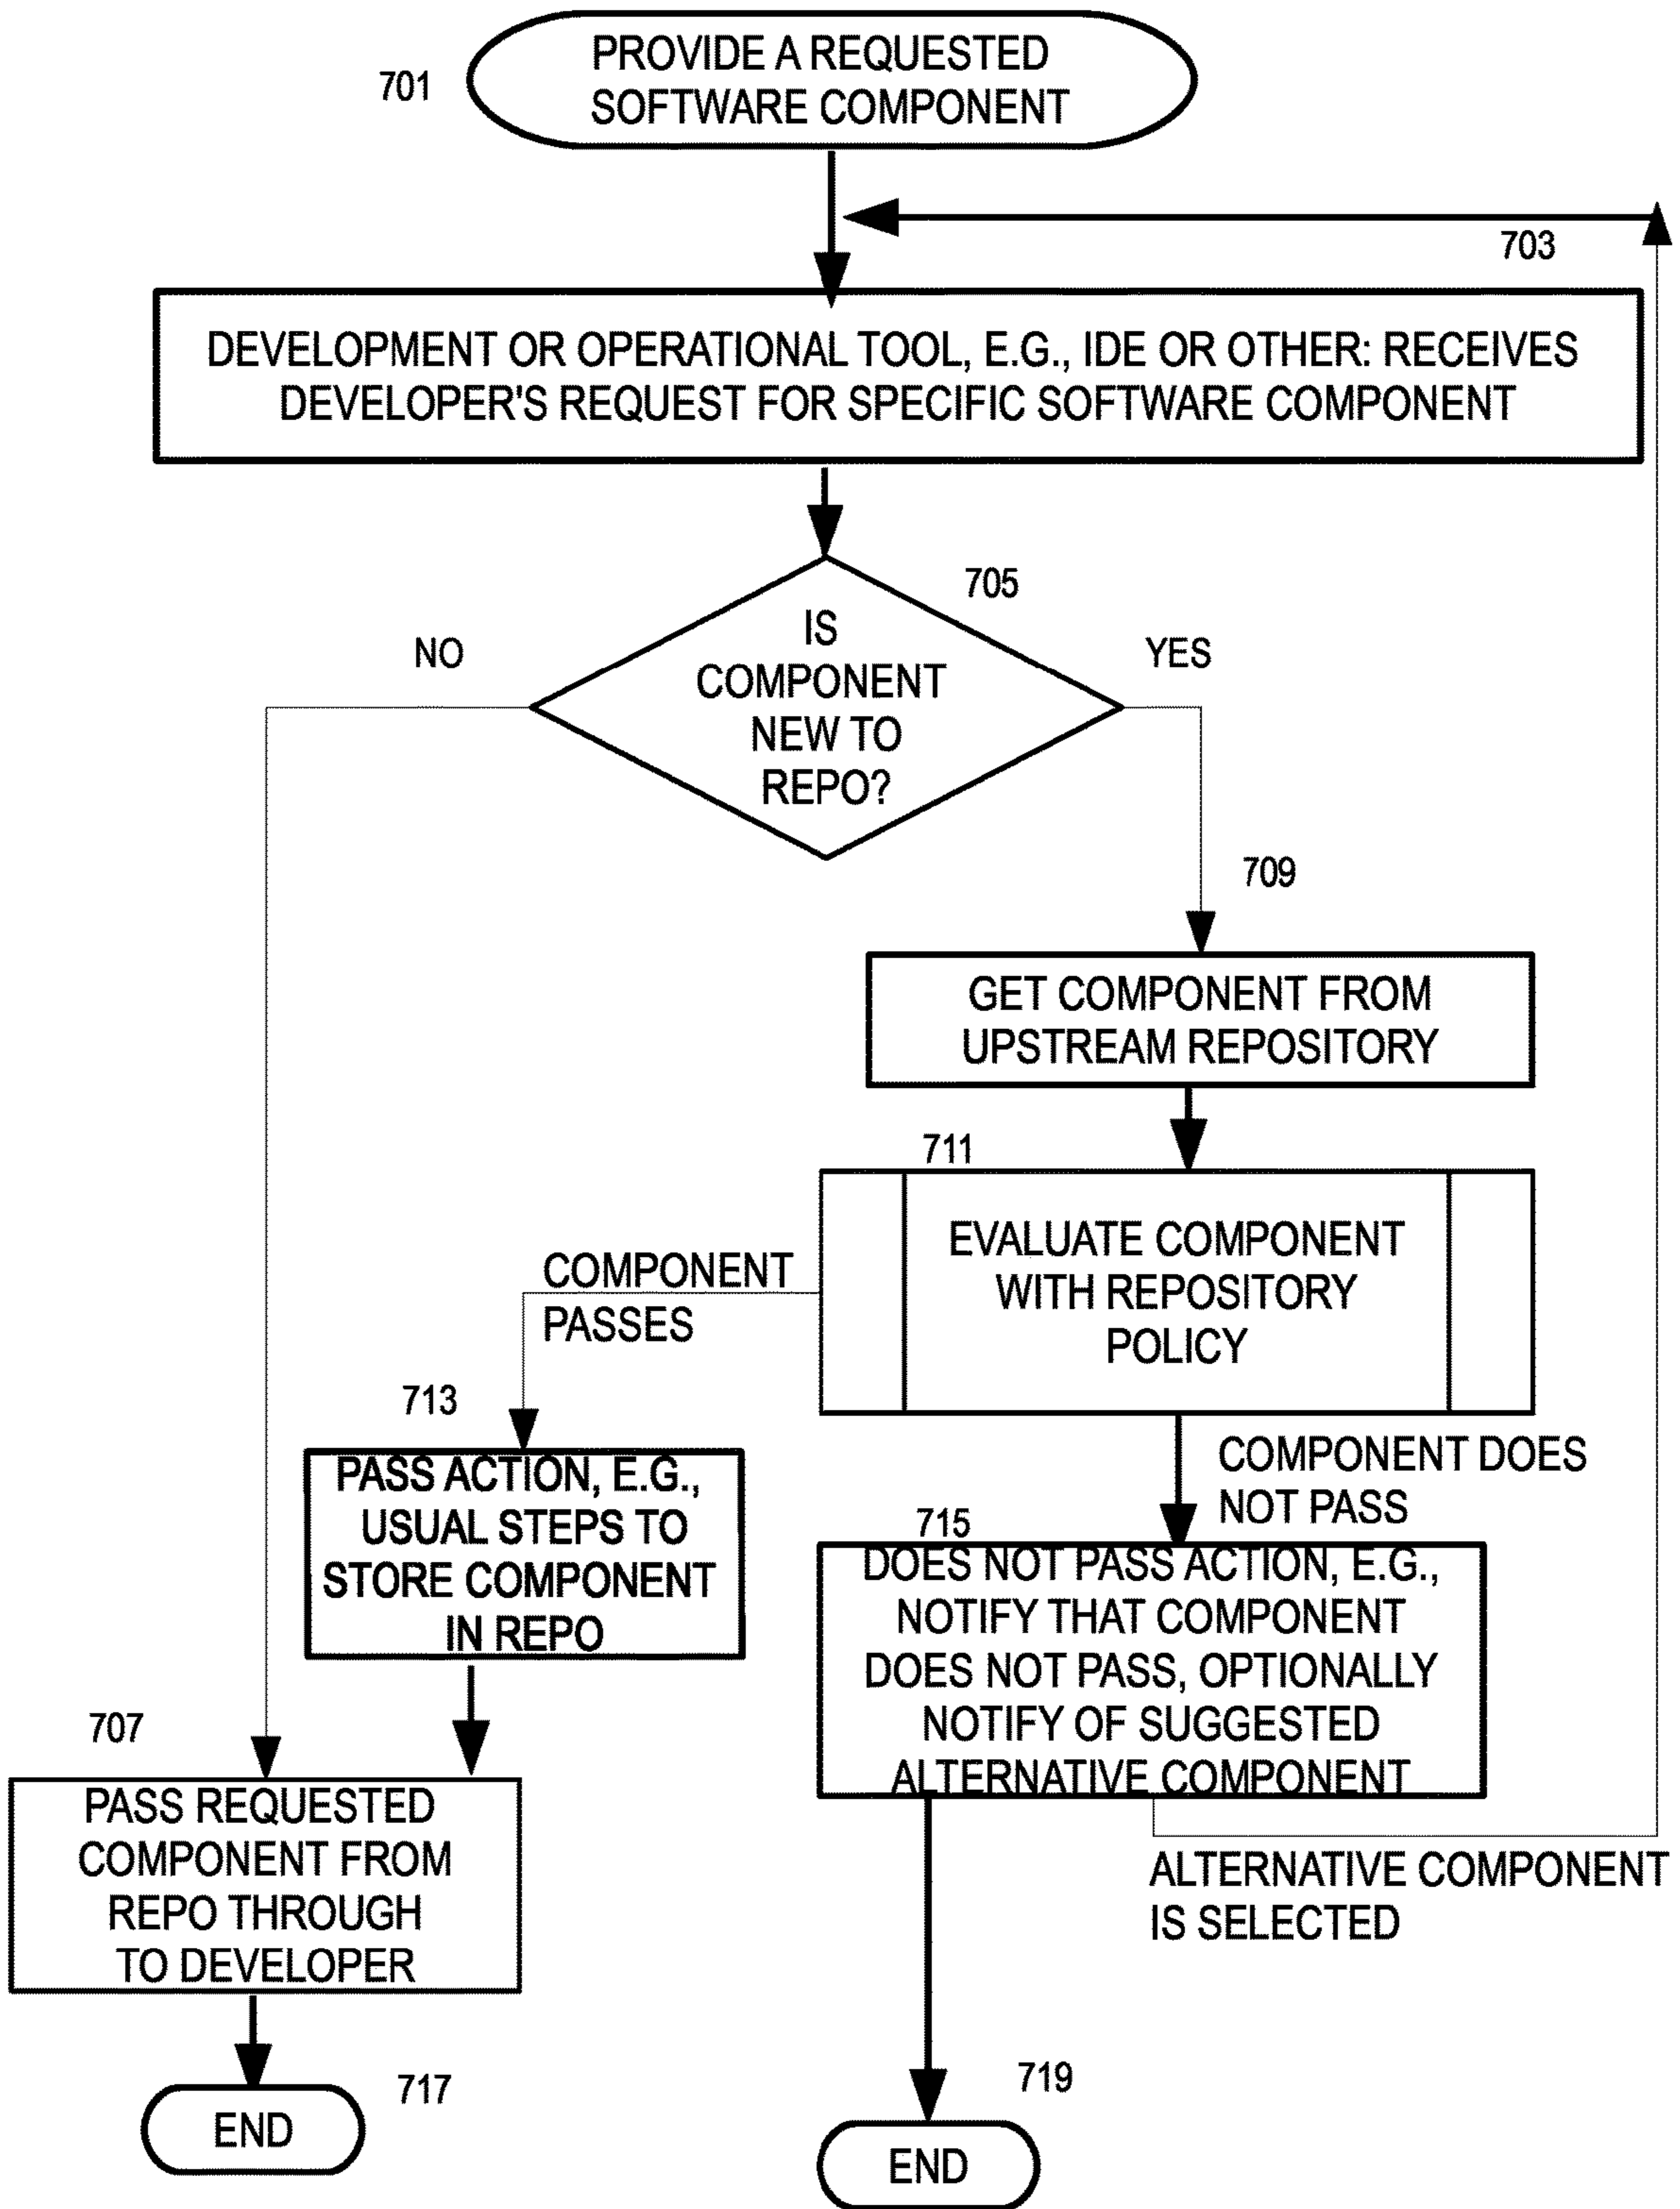 701
PROVIDE A REQUESTED
SOFTWARE COMPONENT
703
DEVELOPMENT OR OPERATIONAL TOOL, E.G., IDE OR OTHER: RECEIVES
DEVELOPER'S REQUEST FOR SPECIFIC SOFTWARE COMPONENT
705
NO
YES
IS
COMPONENT
NEW TO
REPO?
709
GET COMPONENT FROM
UPSTREAM REPOSITORY
711
EVALUATE COMPONENT
WITH REPOSITORY
POLICY
COMPONENT
PASSES
713
PASS ACTION, E.G.,
USUAL STEPS TO
STORE COMPONENT
IN REPO
COMPONENT DOES
NOT PASS
715
DOES NOT PASS ACTION, E.G.,
NOTIFY THAT COMPONENT
DOES NOT PASS, OPTIONALLY
NOTIFY OF SUGGESTED
ALTERNATIVE COMPONENT
707
PASS REQUESTED
COMPONENT FROM
REPO THROUGH
TO DEVELOPER
ALTERNATIVE COMPONENT
IS SELECTED
717
END
719
END